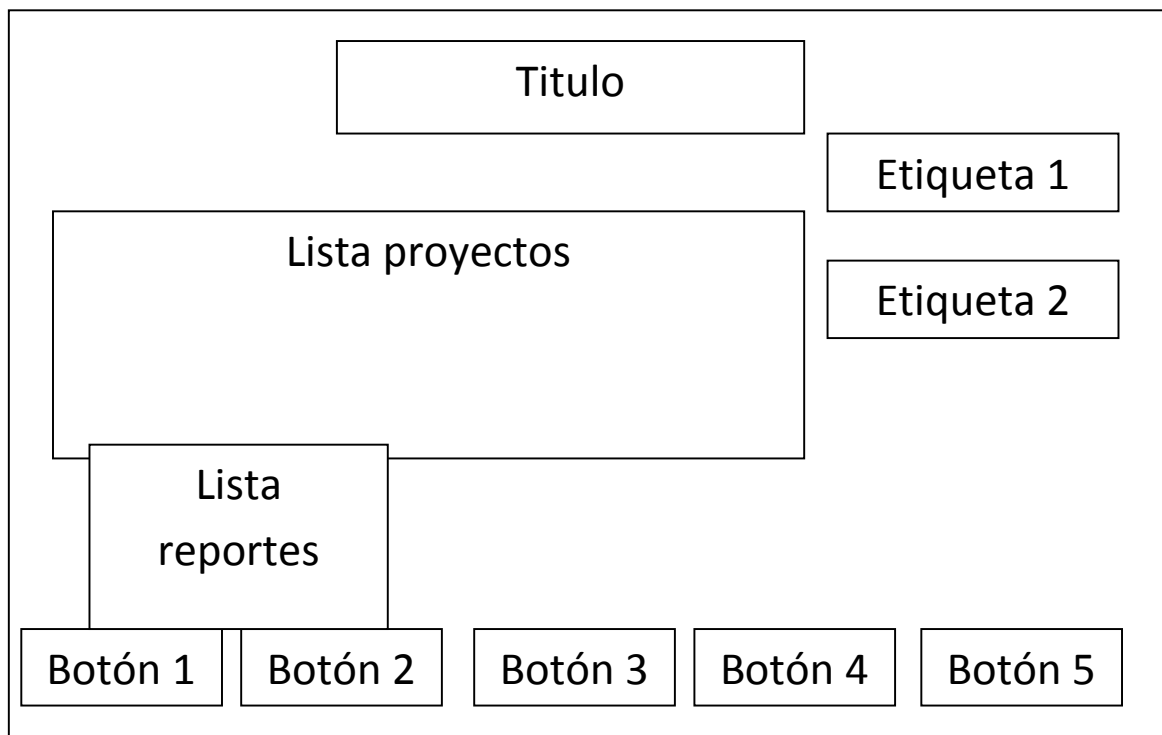 Titulo
Etiqueta 1
Lista proyectos
Etiqueta 2
Lista
reportes
Botón 1
Botón 2
Botón 3
Botón 4
Botón 5